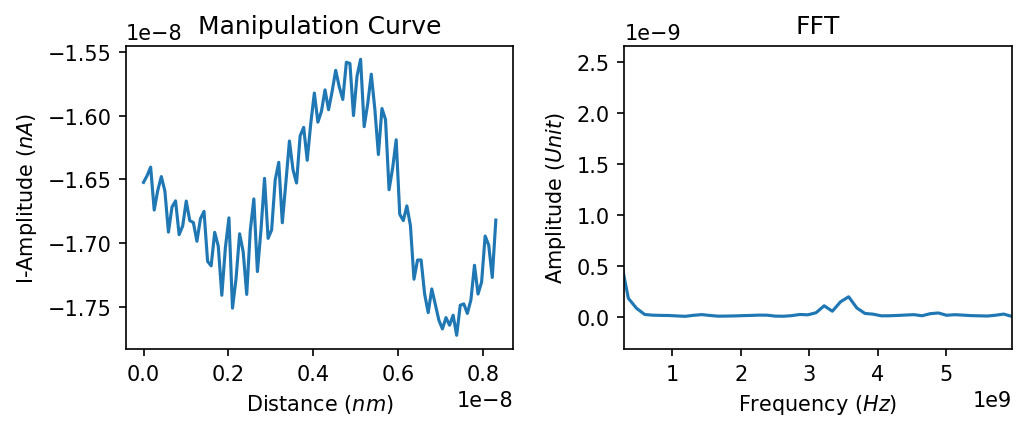 Manipulation Curve
1e−8
−1.55
−1.60
−1.65
−1.70
−1.75
I-Amplitude (nA)
0.0 0.2 0.4 0.6 0.8
1e−8
Distance (nm)
FFT
1e−9
2.5
2.0
1.5
1.0
0.5
0.0
Amplitude (Unit)
1 2 3 4 5
1e9
Frequency (Hz)